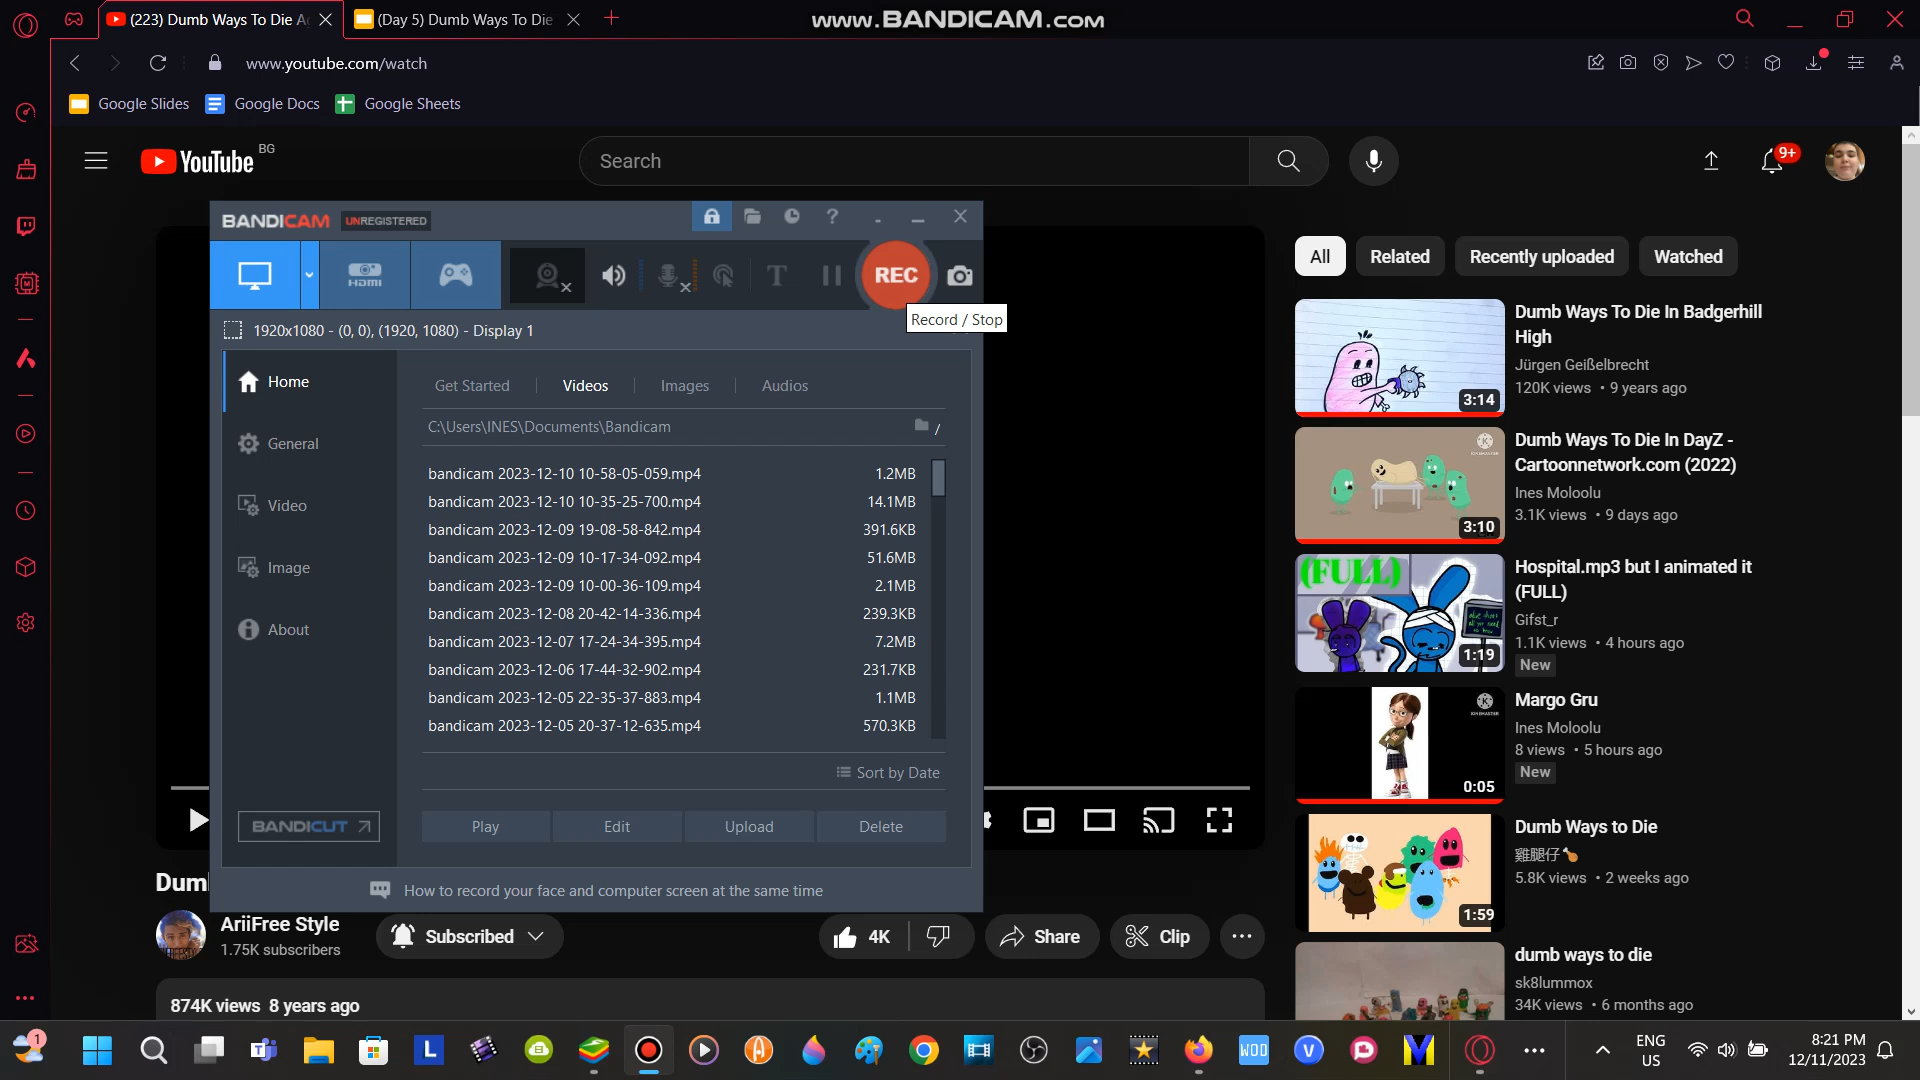 (223) Dumb Ways To Die A
(Day 5) Dumb Ways To Die
www.BANDICAM.com
www.youtube.com/watch
Google Slides
Google Docs
Google Sheets
YouTube
BG
Search
9+
BANDICAM
UNREGISTERED
HDMI
T
REC
Record / Stop
1920x1080 - (0, 0), (1920, 1080) - Display 1
Home
General
Video
Image
About
Get Started
Videos
Images
Audios
C:\Users\INES\Documents\Bandicam
/
bandicam 2023-12-10 10-58-05-059.mp4 1.2MB
bandicam 2023-12-10 10-35-25-700.mp4 14.1MB
bandicam 2023-12-09 19-08-58-842.mp4 391.6KB
bandicam 2023-12-09 10-17-34-092.mp4 51.6MB
bandicam 2023-12-09 10-00-36-109.mp4 2.1MB
bandicam 2023-12-08 20-42-14-336.mp4 239.3KB
bandicam 2023-12-07 17-24-34-395.mp4 7.2MB
bandicam 2023-12-06 17-44-32-902.mp4 231.7KB
bandicam 2023-12-05 22-35-37-883.mp4 1.1MB
bandicam 2023-12-05 20-37-12-635.mp4 570.3KB
Sort by Date
BANDICUT
Play
Edit
Upload
Delete
How to record your face and computer screen at the same time
Dum
AriiFree Style
1.75K subscribers
Subscribed
4K
Share
Clip
874K views 8 years ago
All
Related
Recently uploaded
Watched
3:14
Dumb Ways To Die In Badgerhill
High
Jürgen Geißelbrecht
120K views • 9 years ago
KINEMASTER
3:10
Dumb Ways To Die In DayZ -
Cartoonnetwork.com (2022)
Ines Moloolu
3.1K views • 9 days ago
(FULL)
1:19
Hospital.mp3 but I animated it
(FULL)
Gifst_r
1.1K views • 4 hours ago
New
KINEMASTER
0:05
Margo Gru
Ines Moloolu
8 views • 5 hours ago
New
1:59
Dumb Ways to Die
雞腿仔🍗
5.8K views • 2 weeks ago
dumb ways to die
sk8lummox
34K views • 6 months ago
1
L
WOD
V
ENG
US
8:21 PM
12/11/2023